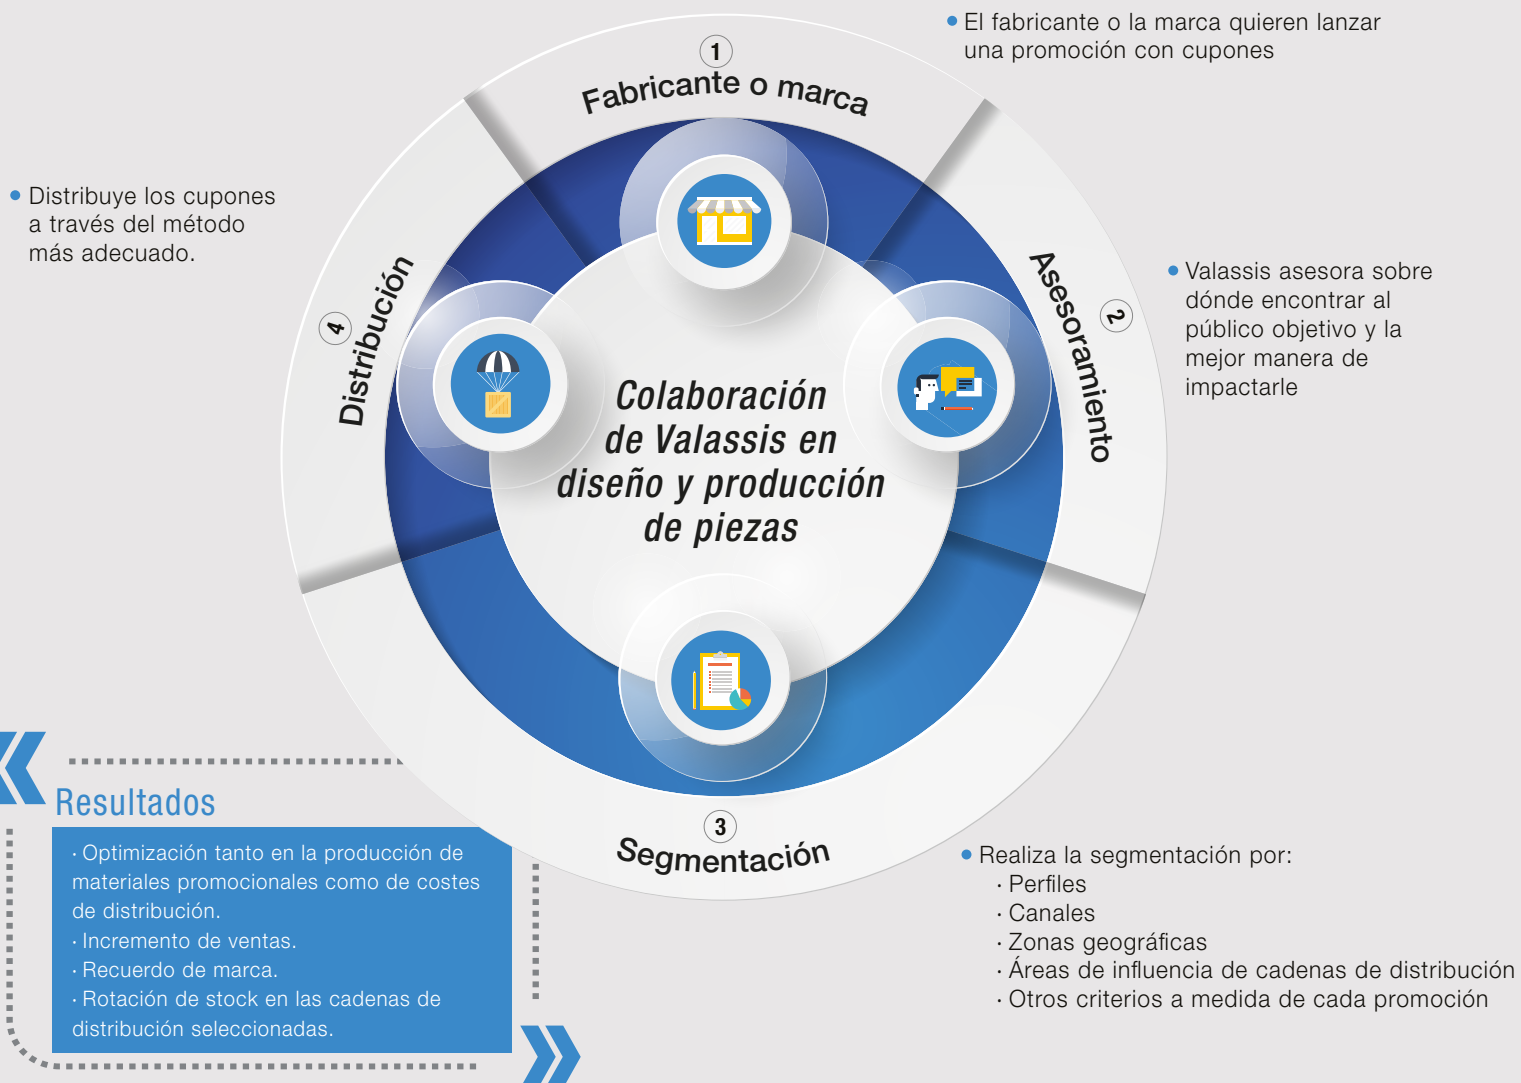 1
Fabricante o marca
El fabricante o la marca quieren lanzar
una promoción con cupones
2
Asesoramiento
Valassis asesora sobre
dónde encontrar al
público objetivo y la
mejor manera de
impactarle
3
Segmentación
Realiza la segmentación por:
· Perfiles
· Canales
· Zonas geográficas
· Áreas de influencia de cadenas de distribución
· Otros criterios a medida de cada promoción
4
Distribución
Distribuye los cupones
a través del método
más adecuado.
Colaboración
de Valassis en
diseño y producción
de piezas
Resultados
· Optimización tanto en la producción de
materiales promocionales como de costes
de distribución.
· Incremento de ventas.
· Recuerdo de marca.
· Rotación de stock en las cadenas de
distribución seleccionadas.